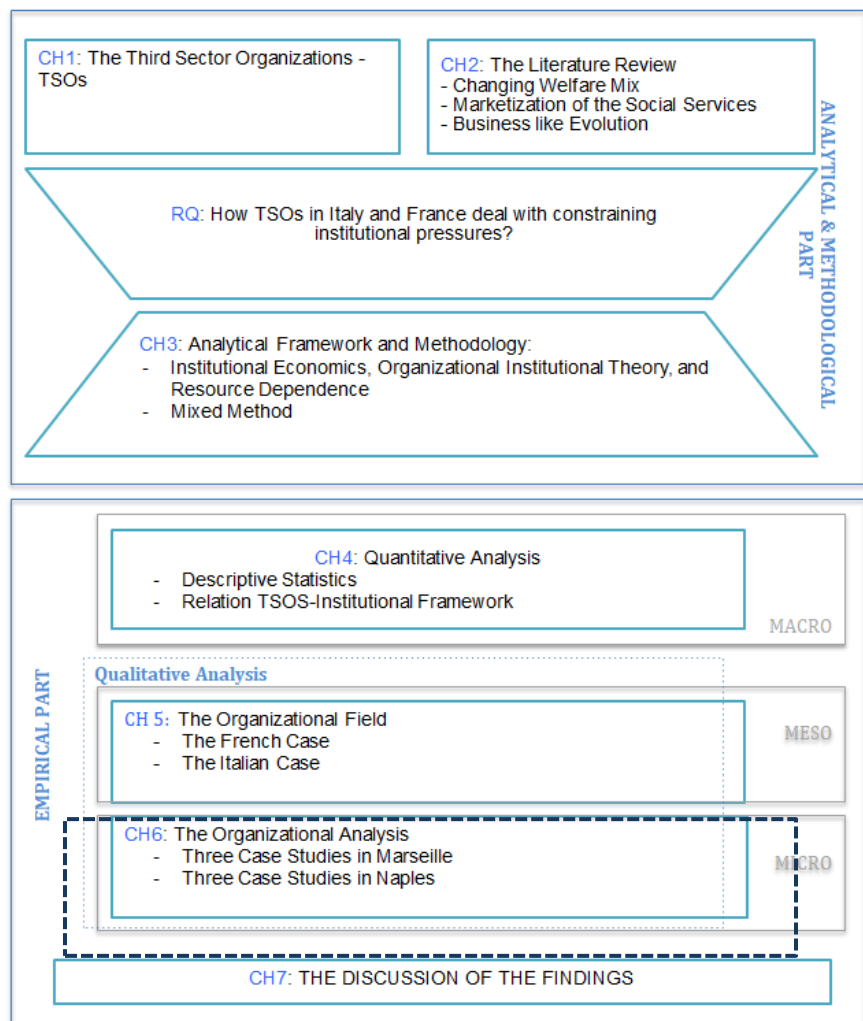 CH1: The Third Sector Organizations -
TSOs
CH2: The Literature Review
- Changing Welfare Mix
- Marketization of the Social Services
- Business like Evolution
RQ: How TSOs in Italy and France deal with constraining
institutional pressures?
CH3: Analytical Framework and Methodology:
- Institutional Economics, Organizational Institutional Theory, and
Resource Dependence
- Mixed Method
ANALYTICAL & METHODOLOGICAL
PART
CH4: Quantitative Analysis
- Descriptive Statistics
- Relation TSOS-Institutional Framework
MACRO
Qualitative Analysis
CH 5: The Organizational Field
- The French Case
- The Italian Case
MESO
EMPIRICAL PART
CH6: The Organizational Analysis
- Three Case Studies in Marseille
- Three Case Studies in Naples
MICRO
CH7: THE DISCUSSION OF THE FINDINGS